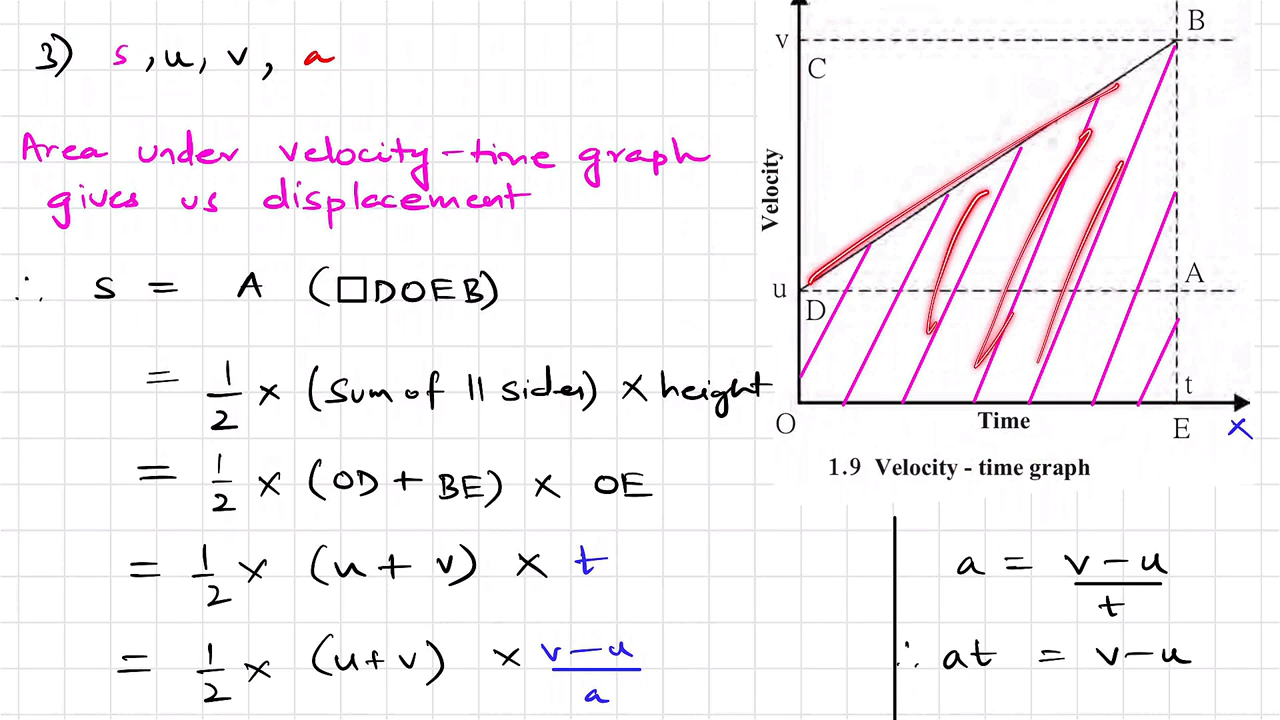 3) s, u, v, a
Area under velocity-time graph
gives us displacement
∴ s = A (□DOEB)
= 1/2 × (Sum of || sides) × height
= 1/2 × (OD + BE) × OE
= 1/2 × (u + v) × t
= 1/2 × (u+v) × v-u/a
B
v
C
Velocity
u
D
A
t
O
Time
E
X
1.9 Velocity - time graph
a = v-u/t
∴ at = v-u